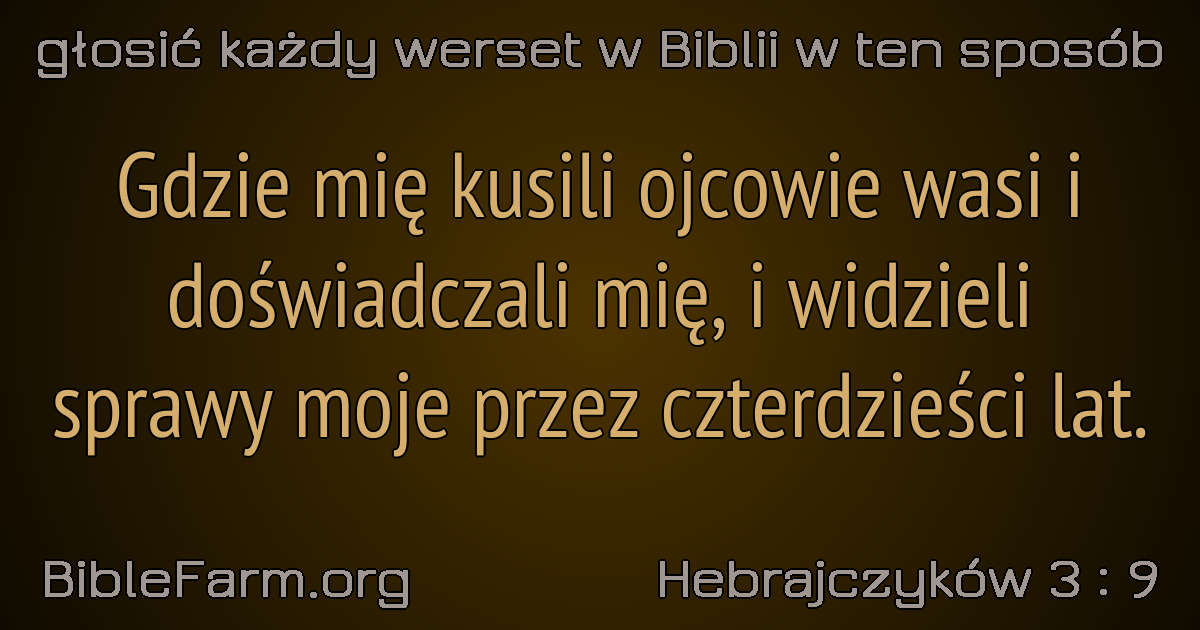 głosić każdy werset w Biblii w ten sposób
Gdzie mię kusili ojcowie wasi i
doświadczali mię, i widzieli
sprawy moje przez czterdzieści lat.
BibleFarm.org
Hebrajczyków 3 : 9